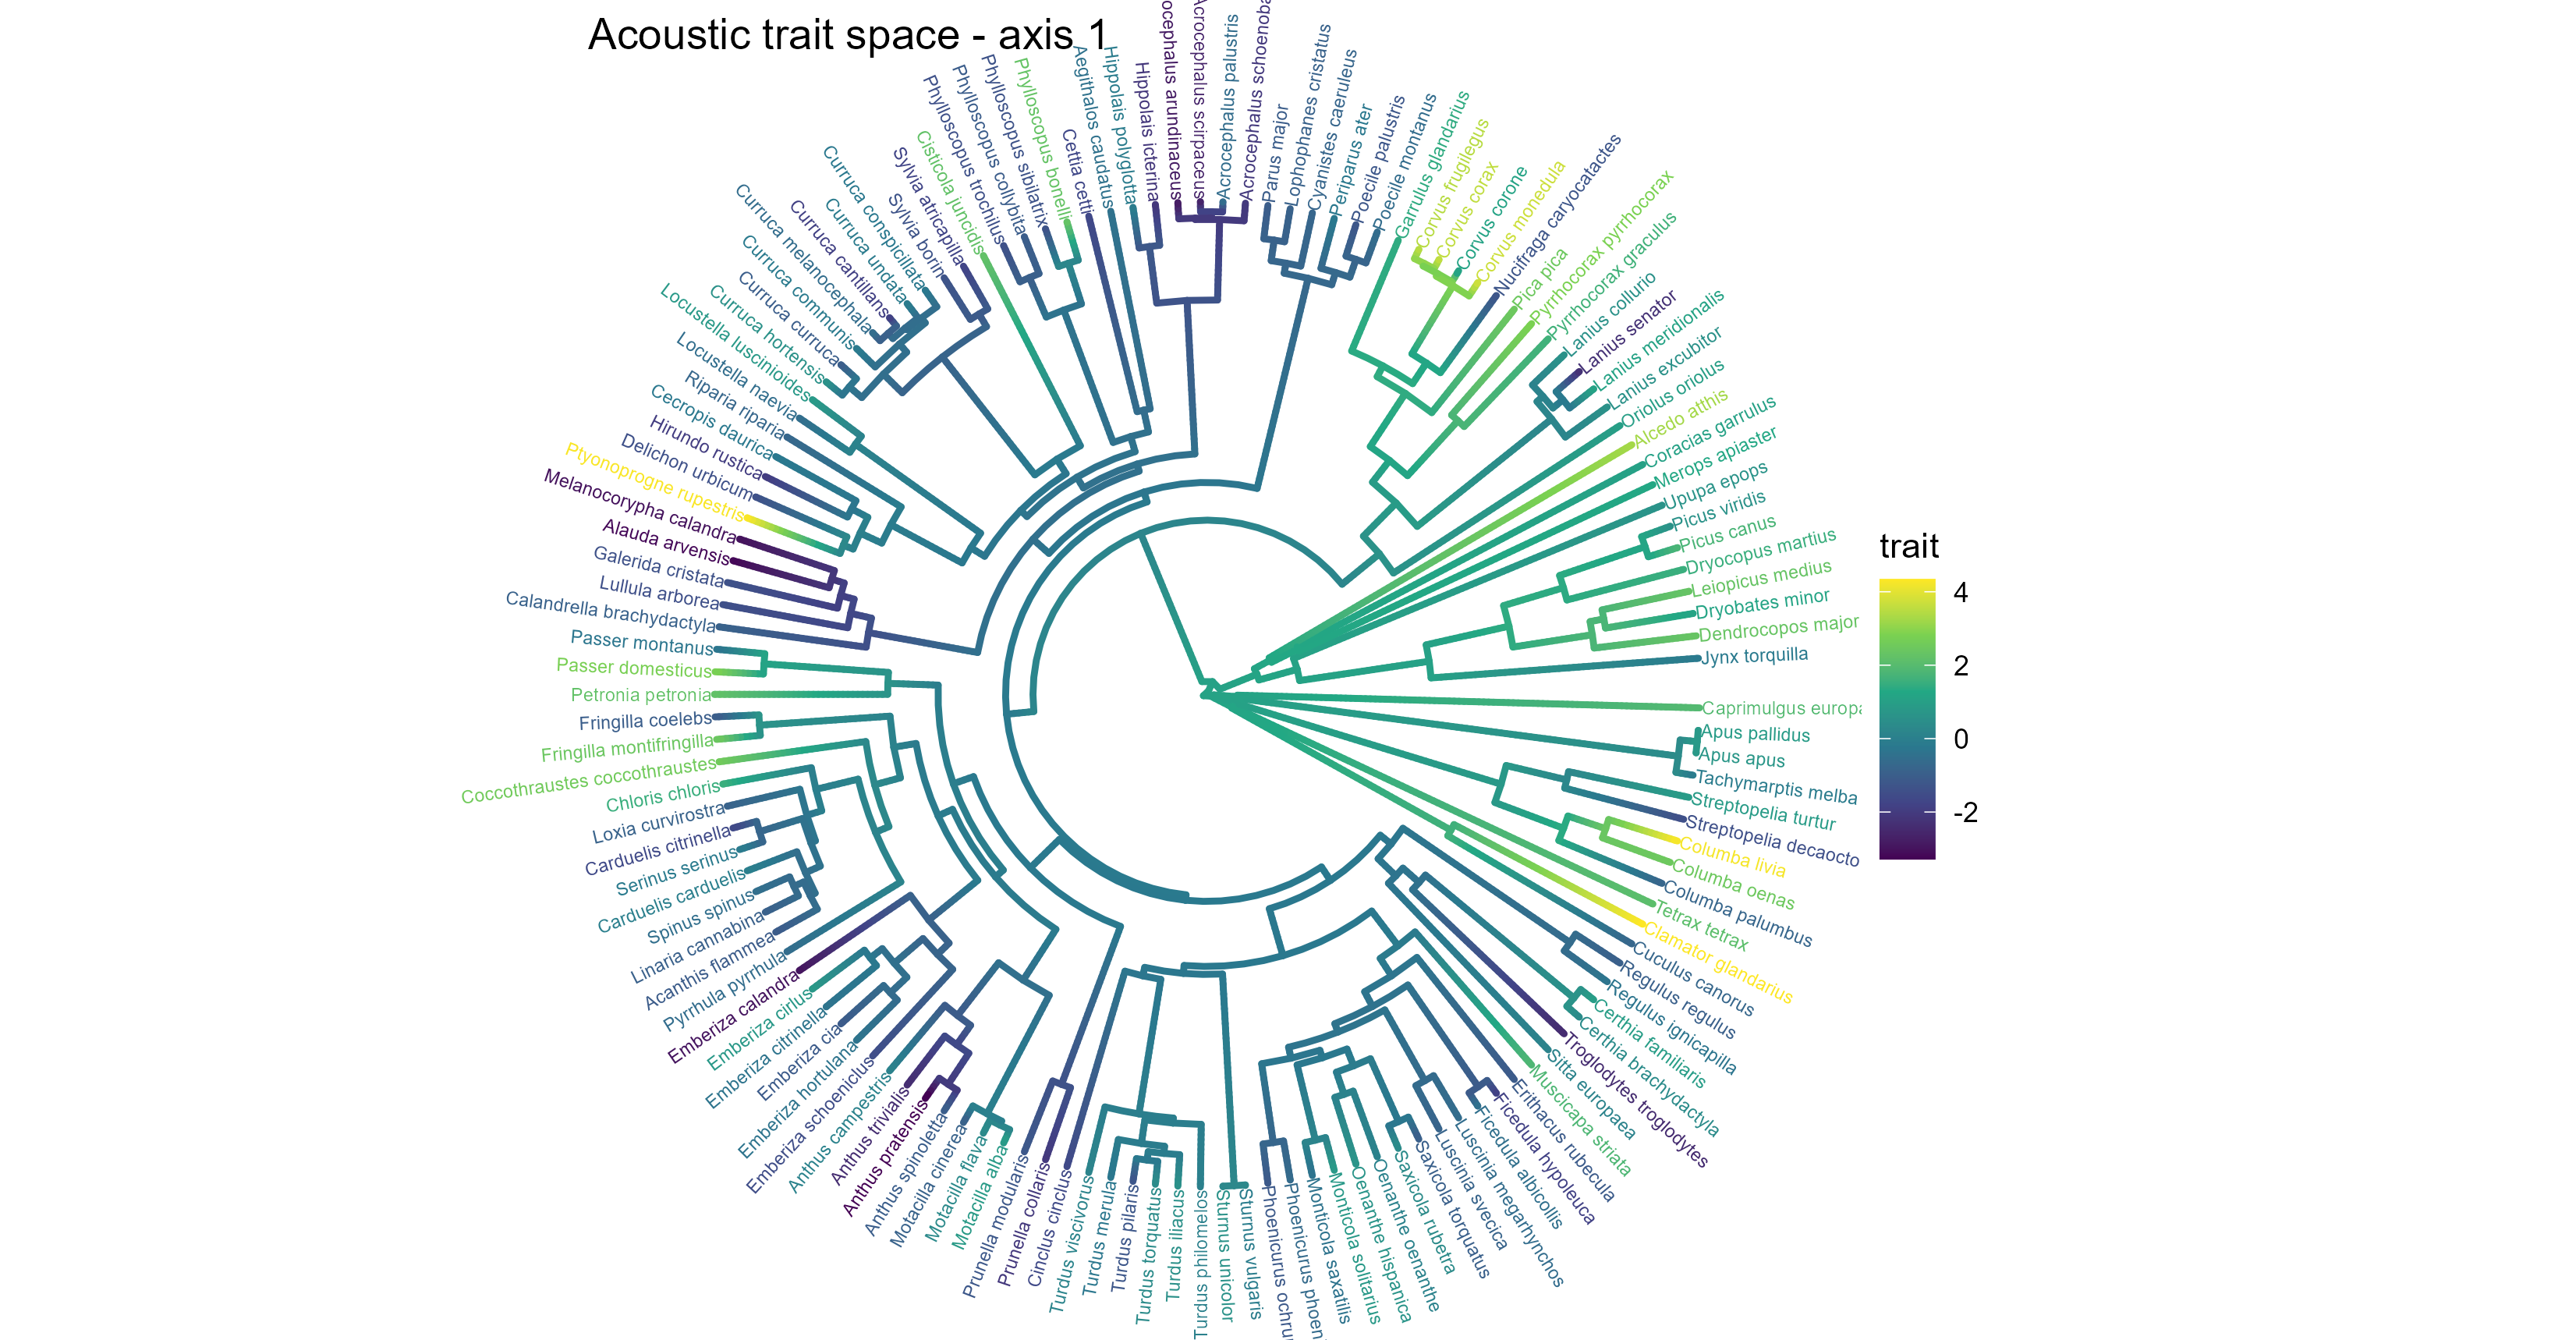 Acoustic trait space - axis 1
ocephalus arundinaceus
Acrocephalus scirpaceus
Acrocephalus palustris
Acrocephalus schoenoba
Parus major
Lophophanes cristatus
Cyanistes caeruleus
Periparus ater
Poecile palustris
Poecile montanus
Garrulus glandarius
Corvus frugilegus
Corvus corax
Corvus corone
Corvus monedula
Nucifraga caryocatactes
Pica pica
Pyrrhocorax pyrrhocorax
Pyrrhocorax graculus
Lanius collurio
Lanius senator
Lanius meridionalis
Lanius excubitor
Oriolus oriolus
Alcedo atthis
Coracias garrulus
Merops apiaster
Upupa epops
Picus viridis
Picus canus
Dryocopus martius
Leiopicus medius
Dryobates minor
Dendrocopos major
Jynx torquilla
Caprimulgus europa
Apus pallidus
Apus apus
Tachymarptis melba
Streptopelia turtur
Streptopelia decaocto
Columba livia
Columba oenas
Columba palumbus
Tetrax tetrax
Clamator glandarius
Cuculus canorus
Regulus regulus
Regulus ignicapilla
Certhia familiaris
Certhia brachydactyla
Troglodytes troglodytes
Sitta europaea
Muscicapa striata
Erithacus rubecula
Ficedula hypoleuca
Ficedula albicollis
Luscinia megarhynchos
Luscinia svecica
Saxicola torquatus
Saxicola rubetra
Oenanthe oenanthe
Oenanthe hispanica
Monticola solitarius
Monticola saxatilis
Phoenicurus phoen
Phoenicurus ochru
Sturnus vulgaris
Sturnus unicolor
Turdus philomelos
Turdus iliacus
Turdus torquatus
Turdus pilaris
Turdus merula
Turdus viscivorus
Cinclus cinclus
Prunella collaris
Prunella modularis
Motacilla alba
Motacilla flava
Motacilla cinerea
Anthus spinoletta
Anthus pratensis
Anthus trivialis
Anthus campestris
Emberiza schoeniclus
Emberiza hortulana
Emberiza cia
Emberiza citrinella
Emberiza cirlus
Emberiza calandra
Pyrrhula pyrrhula
Acanthis flammea
Linaria cannabina
Spinus spinus
Carduelis carduelis
Serinus serinus
Carduelis citrinella
Loxia curvirostra
Chloris chloris
Coccothraustes coccothraustes
Fringilla montifringilla
Fringilla coelebs
Petronia petronia
Passer domesticus
Passer montanus
Calandrella brachydactyla
Lullula arborea
Galerida cristata
Alauda arvensis
Melanocorypha calandra
Ptyonoprogne rupestris
Delichon urbicum
Hirundo rustica
Cecropis daurica
Riparia riparia
Locustella naevia
Locustella luscinioides
Curruca hortensis
Curruca curruca
Curruca communis
Curruca melanocephala
Curruca cantillans
Curruca undata
Curruca conspicillata
Sylvia borin
Sylvia atricapilla
Cisticola juncidis
Phylloscopus trochilus
Phylloscopus collybita
Phylloscopus sibilatrix
Phylloscopus bonelli
Cettia cetti
Aegithalos caudatus
Hippolais polyglotta
Hippolais icterina
trait
4
2
0
-2